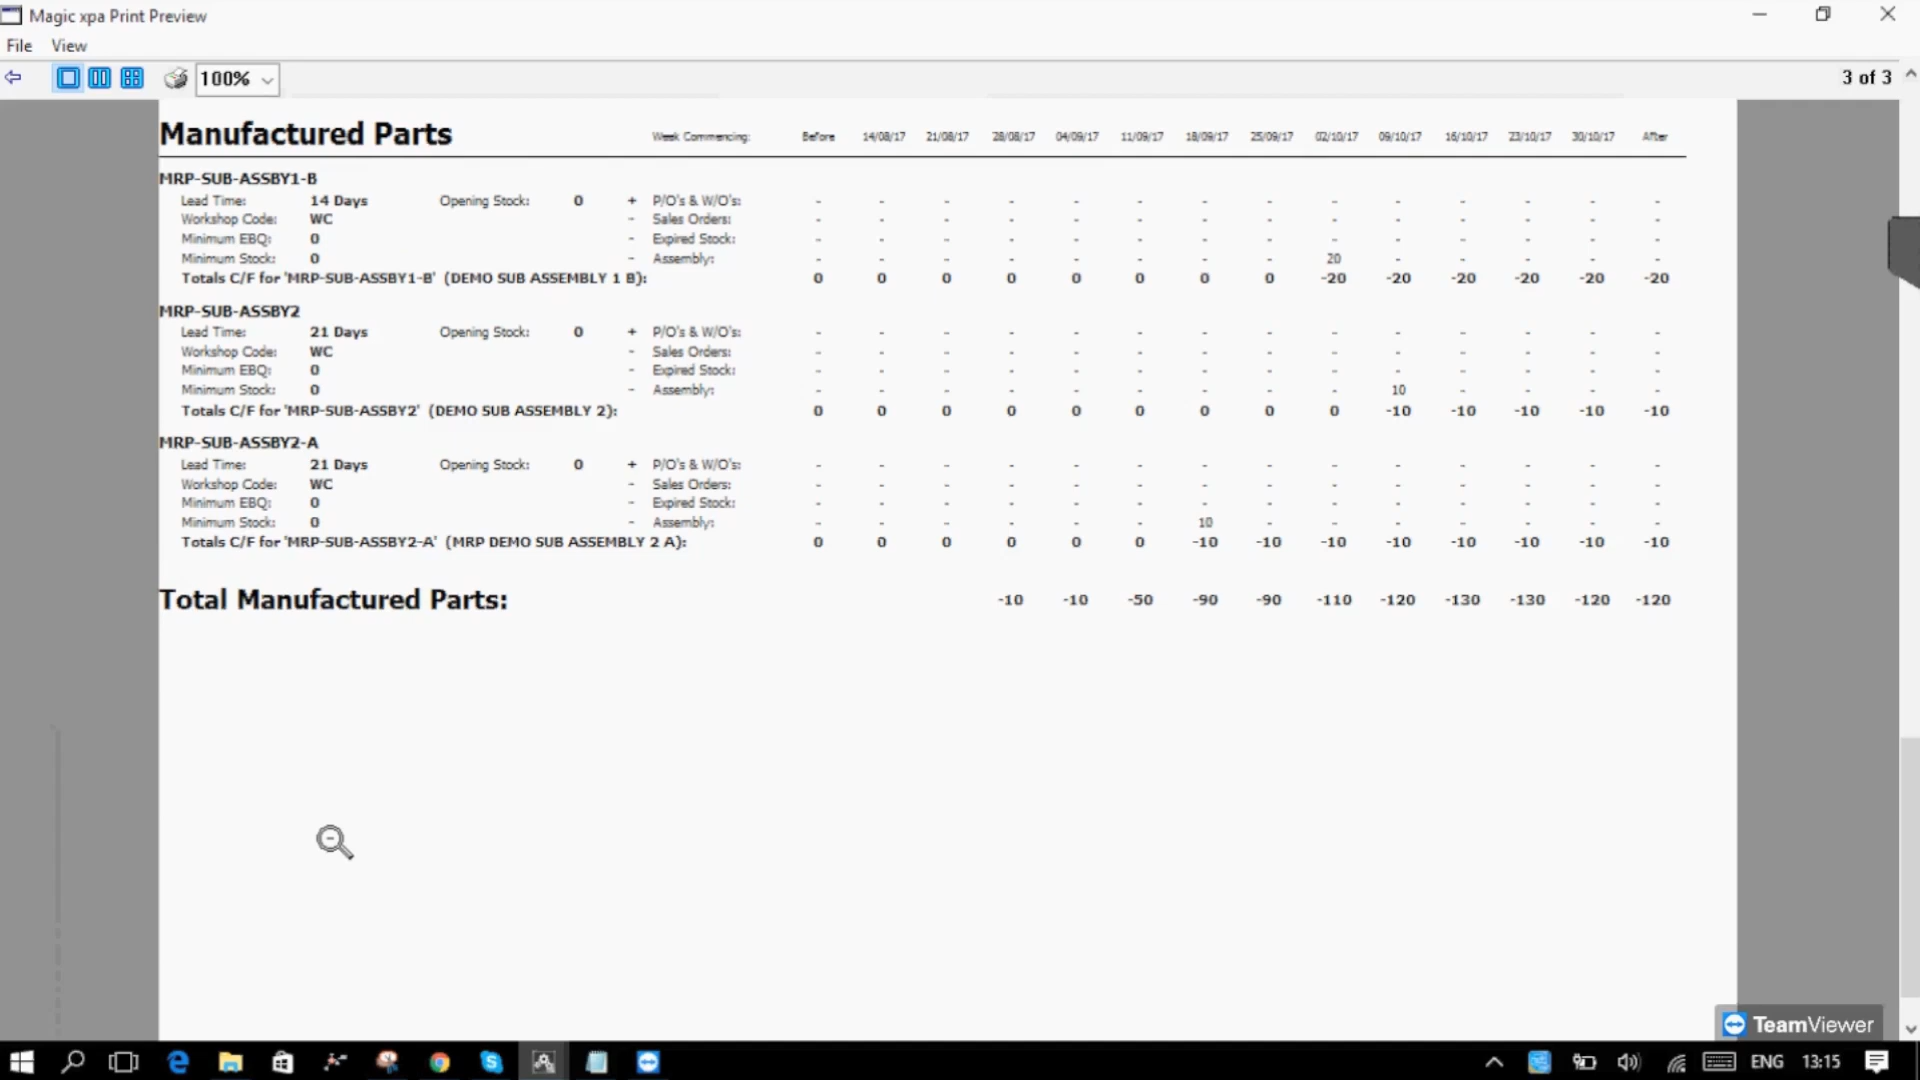 Magic xpa Print Preview
File View
100% 3 of 3
Manufactured Parts Week Commencing: Before 14/08/17 21/08/17 28/08/17 04/09/17 11/09/17 18/09/17 25/09/17 02/10/17 09/10/17 16/10/17 23/10/17 30/10/17 After
MRP-SUB-ASSBY1-B
Lead Time: 14 Days Opening Stock: 0 + P/O's & W/O's: - - - - - - - - - - - - - -
Workshop Code: WC - Sales Orders: - - - - - - - - - - - - - -
Minimum EBQ: 0 - Expired Stock: - - - - - - - - - - - - - -
Minimum Stock: 0 - Assembly: - - - - - - - - 20 - - - - -
Totals C/F for 'MRP-SUB-ASSBY1-B' (DEMO SUB ASSEMBLY 1 B): 0 0 0 0 0 0 0 0 -20 -20 -20 -20 -20 -20
MRP-SUB-ASSBY2
Lead Time: 21 Days Opening Stock: 0 + P/O's & W/O's: - - - - - - - - - - - - - -
Workshop Code: WC - Sales Orders: - - - - - - - - - - - - - -
Minimum EBQ: 0 - Expired Stock: - - - - - - - - - - - - - -
Minimum Stock: 0 - Assembly: - - - - - - - - - 10 - - - -
Totals C/F for 'MRP-SUB-ASSBY2' (DEMO SUB ASSEMBLY 2): 0 0 0 0 0 0 0 0 0 -10 -10 -10 -10 -10
MRP-SUB-ASSBY2-A
Lead Time: 21 Days Opening Stock: 0 + P/O's & W/O's: - - - - - - - - - - - - - -
Workshop Code: WC - Sales Orders: - - - - - - - - - - - - - -
Minimum EBQ: 0 - Expired Stock: - - - - - - - - - - - - - -
Minimum Stock: 0 - Assembly: - - - - - - 10 - - - - - - -
Totals C/F for 'MRP-SUB-ASSBY2-A' (MRP DEMO SUB ASSEMBLY 2 A): 0 0 0 0 0 0 -10 -10 -10 -10 -10 -10 -10 -10
Total Manufactured Parts: -10 -10 -50 -90 -90 -110 -120 -130 -130 -120 -120
TeamViewer
ENG 13:15